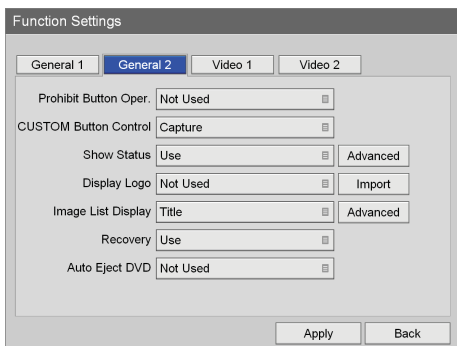 Function Settings
General 1 General 2 Video 1 Video 2
Prohibit Button Oper. Not Used
CUSTOM Button Control Capture
Show Status Use Advanced
Display Logo Not Used Import
Image List Display Title Advanced
Recovery Use
Auto Eject DVD Not Used
Apply Back